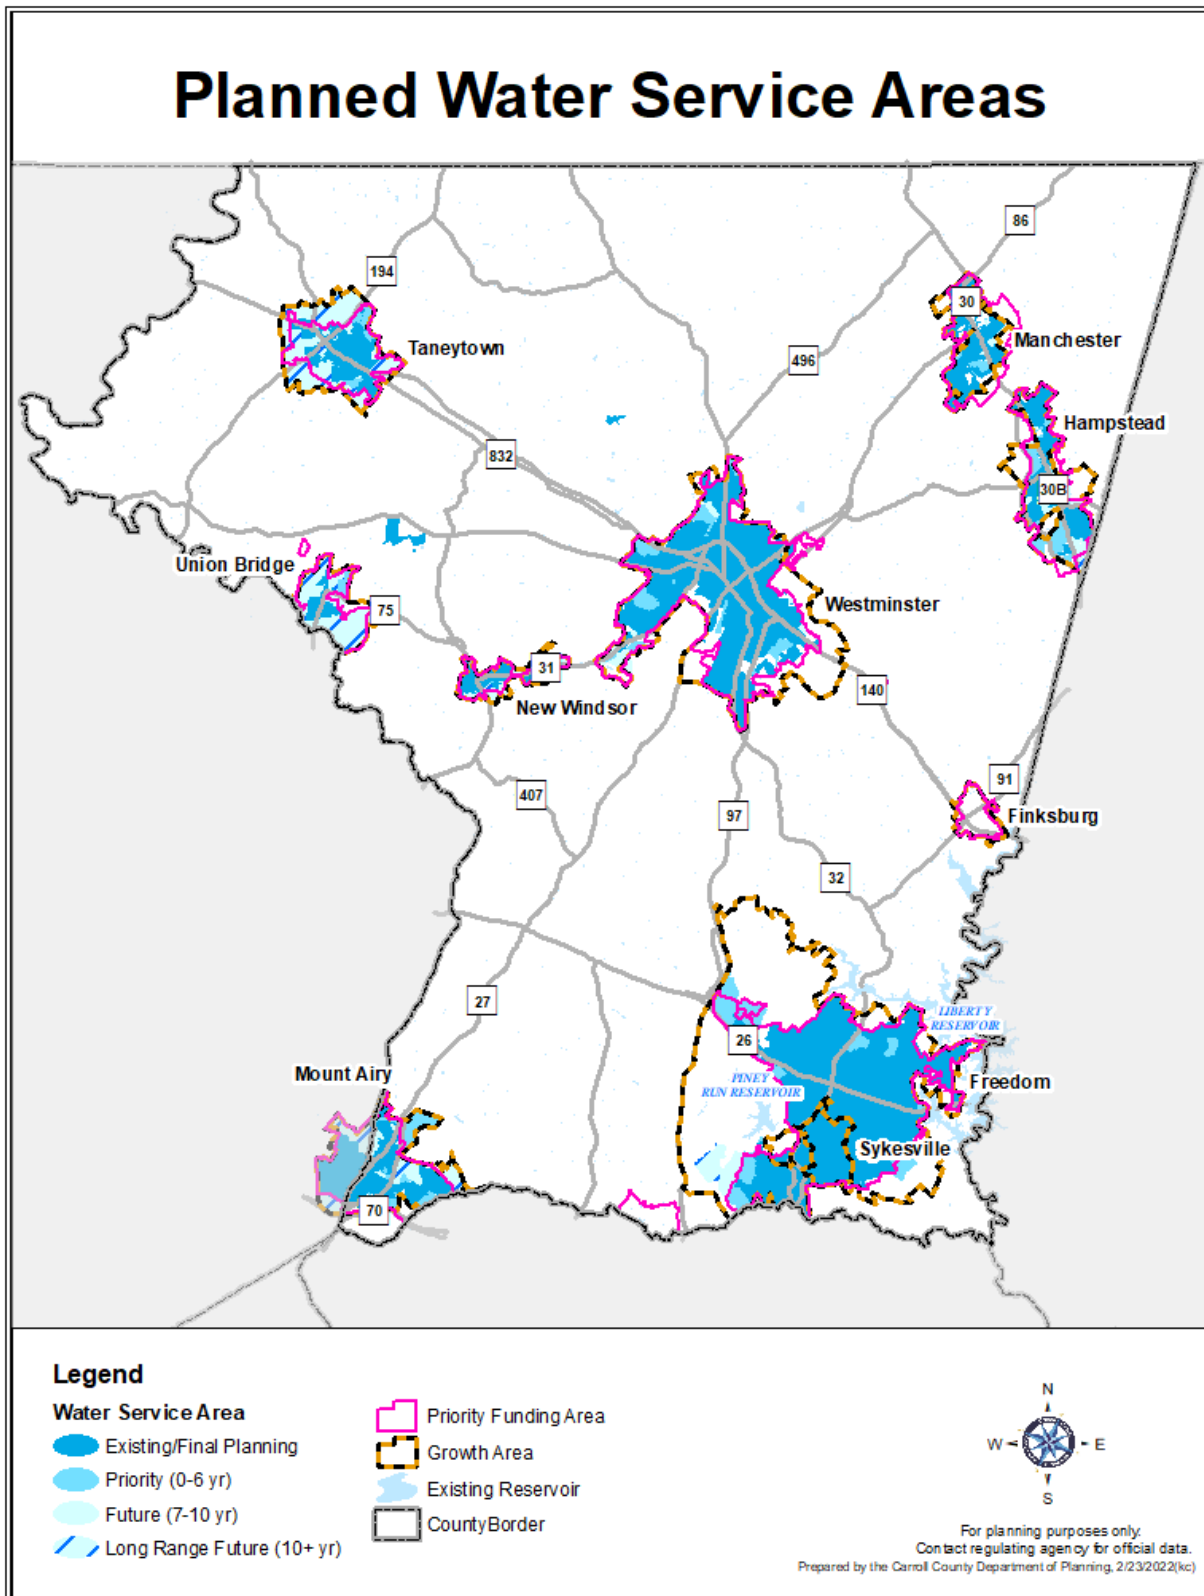 Planned Water Service Areas
86
194
30
Manchester
Taneytown
496
Hampstead
832
30B
Union Bridge
75
Westminster
31
140
New Windsor
91
407
97
Finksburg
32
27
LIBERTY
RESERVOIR
26
Mount Airy
PINEY
RUN RESERVOIR
Freedom
Sykesville
70
Legend
Water Service Area
Existing/Final Planning
Priority (0-6 yr)
Future (7-10 yr)
Long Range Future (10+ yr)
Priority Funding Area
Growth Area
Existing Reservoir
County Border
N
W
E
S
For planning purposes only.
Contact regulating agency for official data.
Prepared by the Carroll County Department of Planning, 2/23/2022(kc)